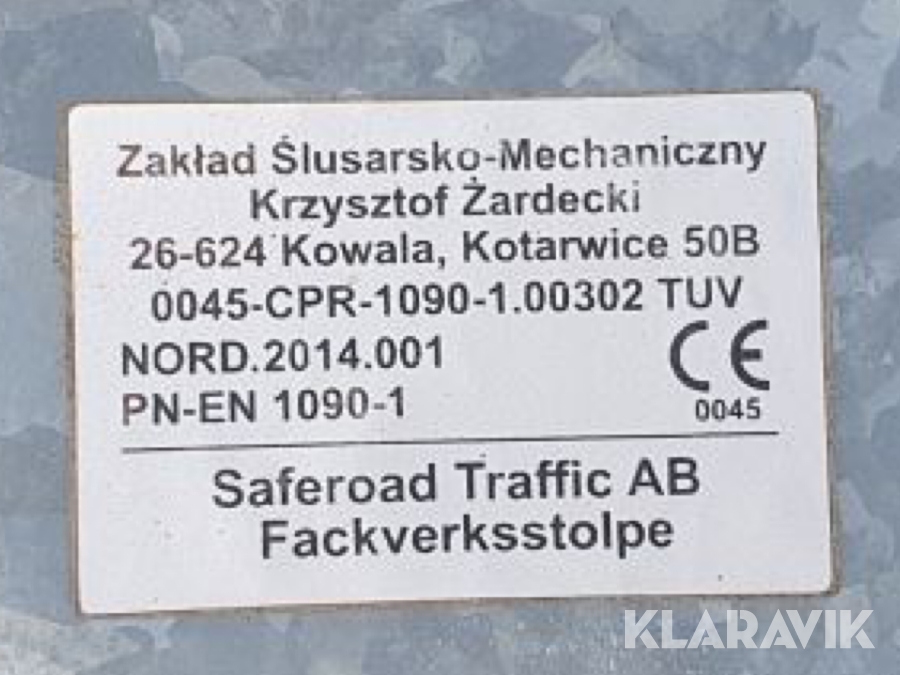 KLARAVIK
Zakład Ślusarsko-Mechaniczny
Krzysztof Żardecki
26-624 Kowala, Kotarwice 50B
0045-CPR-1090-1.00302 TUV
NORD.2014.001
PN-EN 1090-1
CE
0045
Saferoad Traffic AB
Fackverksstolpe
KLARAVIK